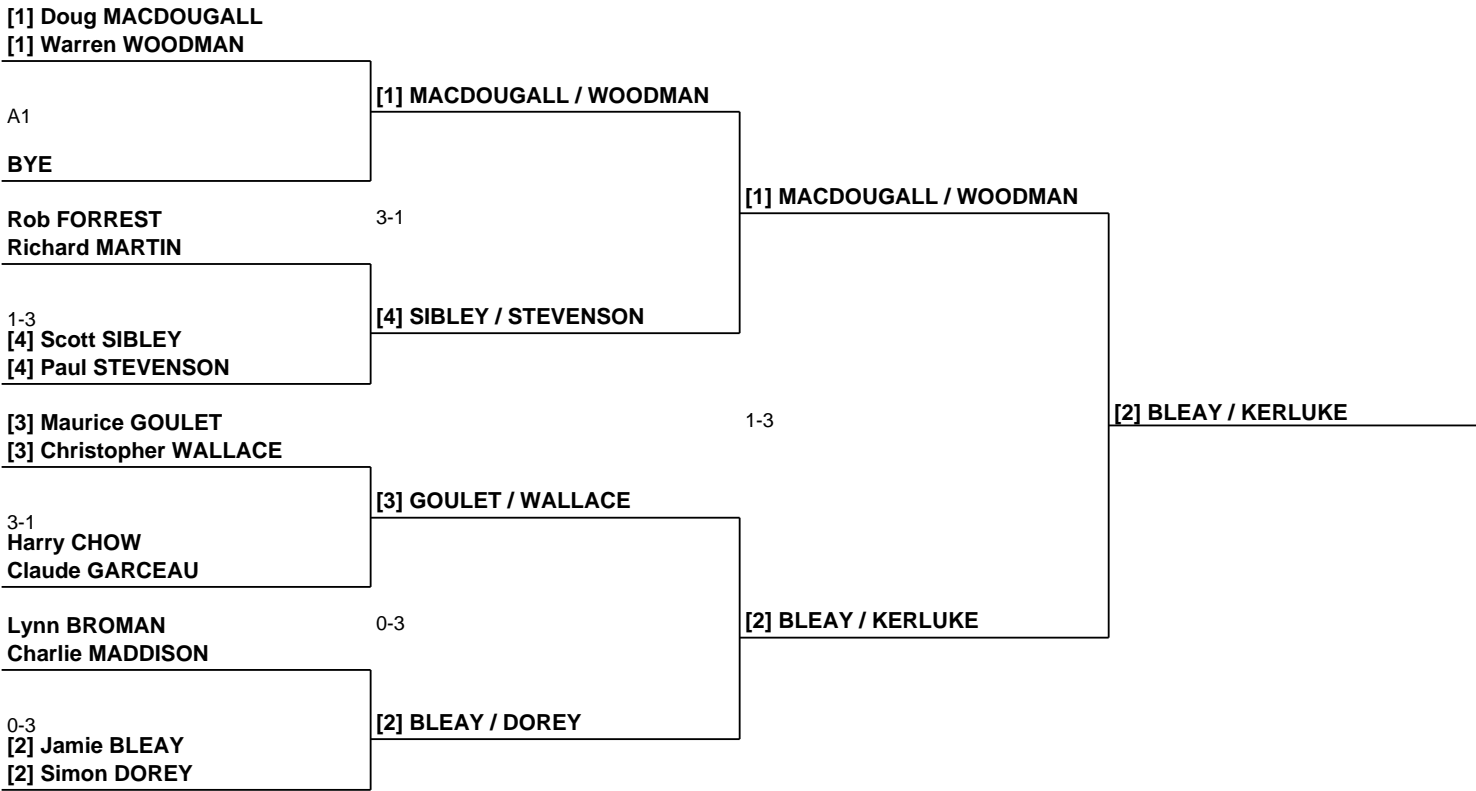 [1] Doug MACDOUGALL
[1] Warren WOODMAN
[1] MACDOUGALL / WOODMAN
A1
BYE
[1] MACDOUGALL / WOODMAN
Rob FORREST
3-1
Richard MARTIN
1-3
[4] SIBLEY / STEVENSON
[4] Scott SIBLEY
[4] Paul STEVENSON
[2] BLEAY / KERLUKE
[3] Maurice GOULET
1-3
[3] Christopher WALLACE
[3] GOULET / WALLACE
3-1
Harry CHOW
Claude GARCEAU
Lynn BROMAN
0-3
[2] BLEAY / KERLUKE
Charlie MADDISON
0-3
[2] BLEAY / DOREY
[2] Jamie BLEAY
[2] Simon DOREY